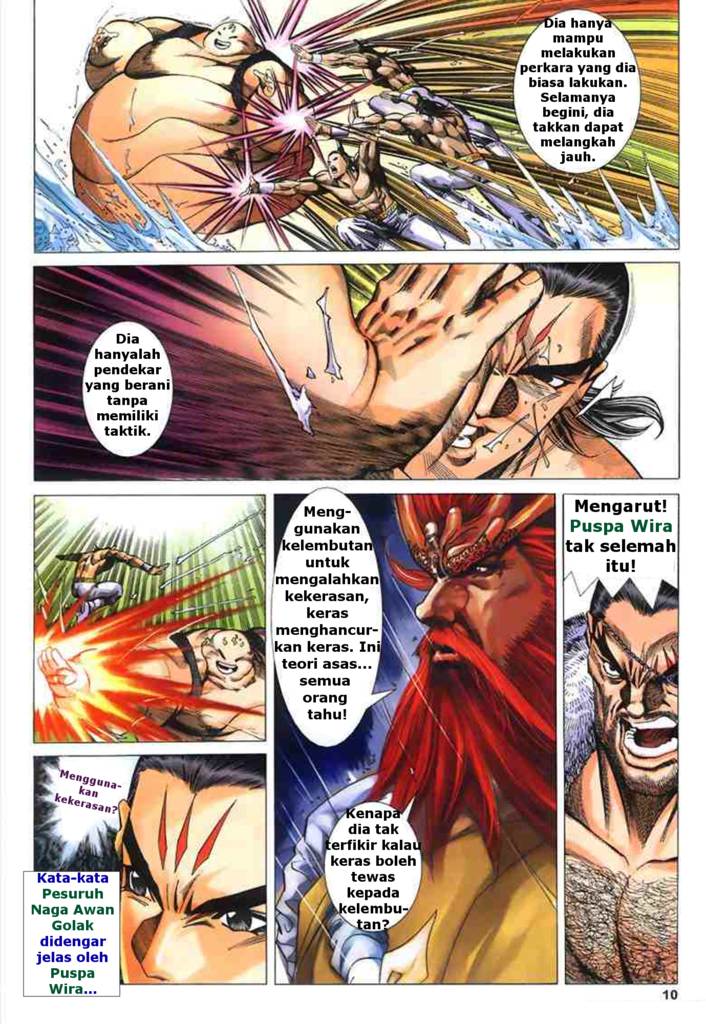 Dia hanya
mampu
melakukan
perkara yang dia
biasa lakukan.
Selamanya
begini, dia
takkan dapat
melangkah
jauh.
Dia
hanyalah
pendekar
yang berani
tanpa
memiliki
taktik.
Meng-
gunakan
kelembutan
untuk
mengalahkan
kekerasan,
keras
menghancur-
kan keras. Ini
teori asas...
semua
orang
tahu!
Kenapa
dia tak
terfikir kalau
keras boleh
tewas
kepada
kelembu-
tan?
Mengarut!
Puspa Wira
tak selemah
itu!
Mengguna-
kan
kekerasan?
Kata-kata
Pesuruh
Naga Awan
Golak
didengar
jelas oleh
Puspa
Wira...
10